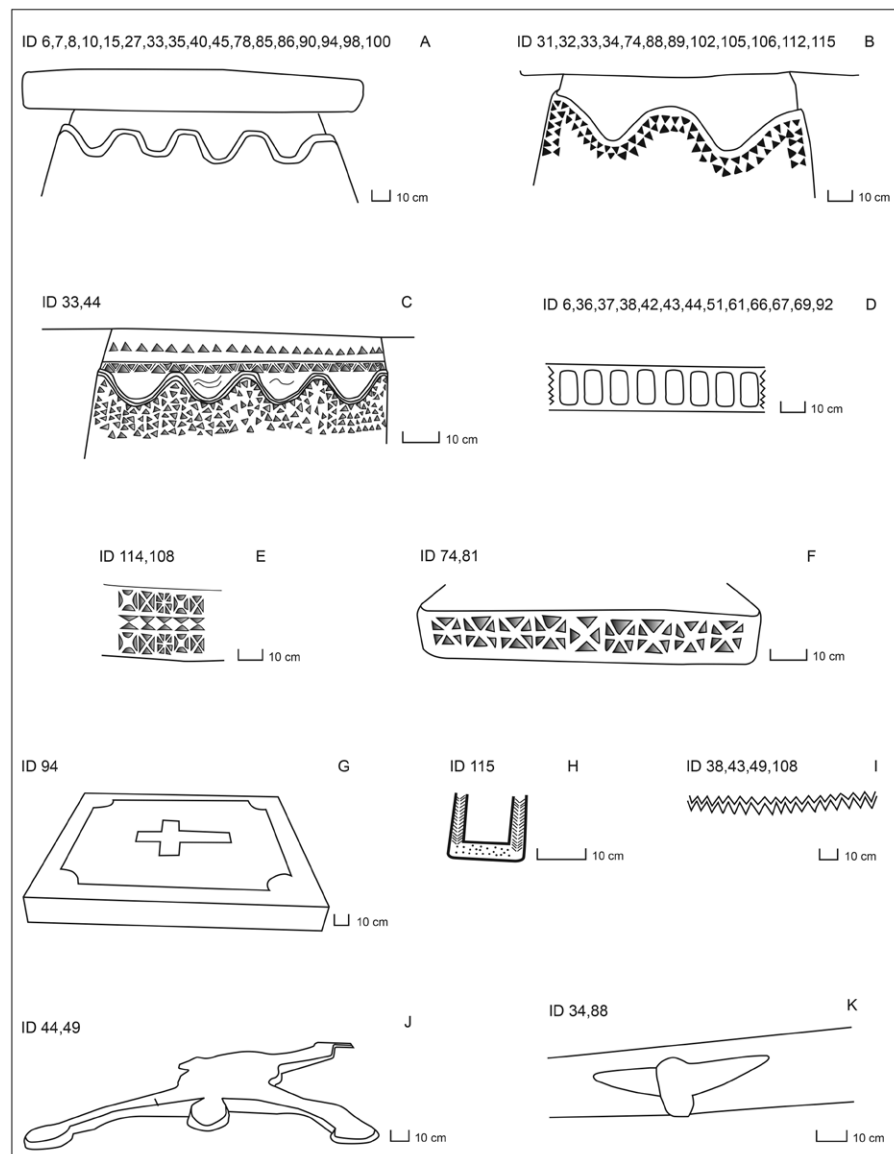 ID 6,7,8,10,15,27,33,35,40,45,78,85,86,90,94,98,100 A
ID 31,32,33,34,74,88,89,102,105,106,112,115 B
10 cm
10 cm
ID 33,44 C
ID 6,36,37,38,42,43,44,51,61,66,67,69,92 D
10 cm
10 cm
ID 114,108 E
ID 74,81 F
10 cm
10 cm
ID 94 G
ID 115 H
ID 38,43,49,108 I
10 cm
10 cm
10 cm
ID 44,49 J
ID 34,88 K
10 cm
10 cm